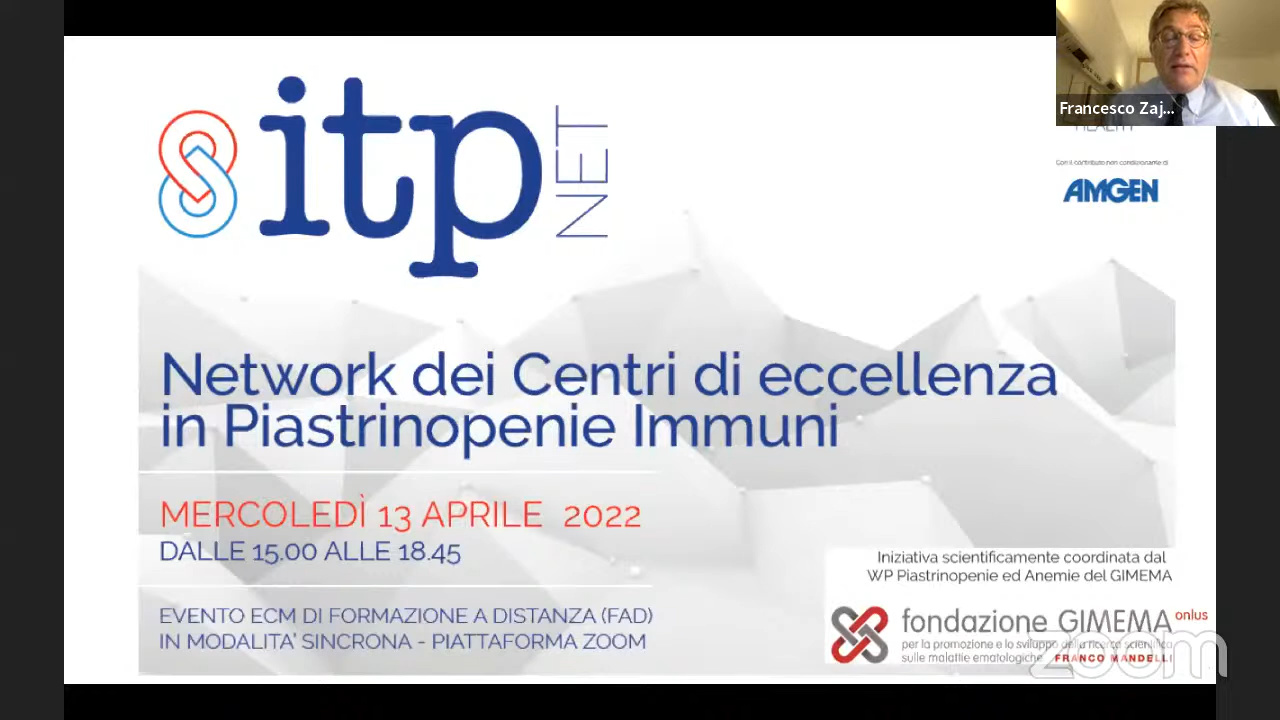 itp NET
Francesco Zaj...
HEALTH
Con il contributo non condizionante di
AMGEN
Network dei Centri di eccellenza
in Piastrinopenie Immuni
MERCOLEDÌ 13 APRILE 2022
DALLE 15.00 ALLE 18.45
EVENTO ECM DI FORMAZIONE A DISTANZA (FAD)
IN MODALITA' SINCRONA - PIATTAFORMA ZOOM
Iniziativa scientificamente coordinata dal
WP Piastrinopenie ed Anemie del GIMEMA
fondazione GIMEMA onlus
per la promozione e lo sviluppo della ricerca scientifica
sulle malattie ematologiche FRANCO MANDELLI
zoom